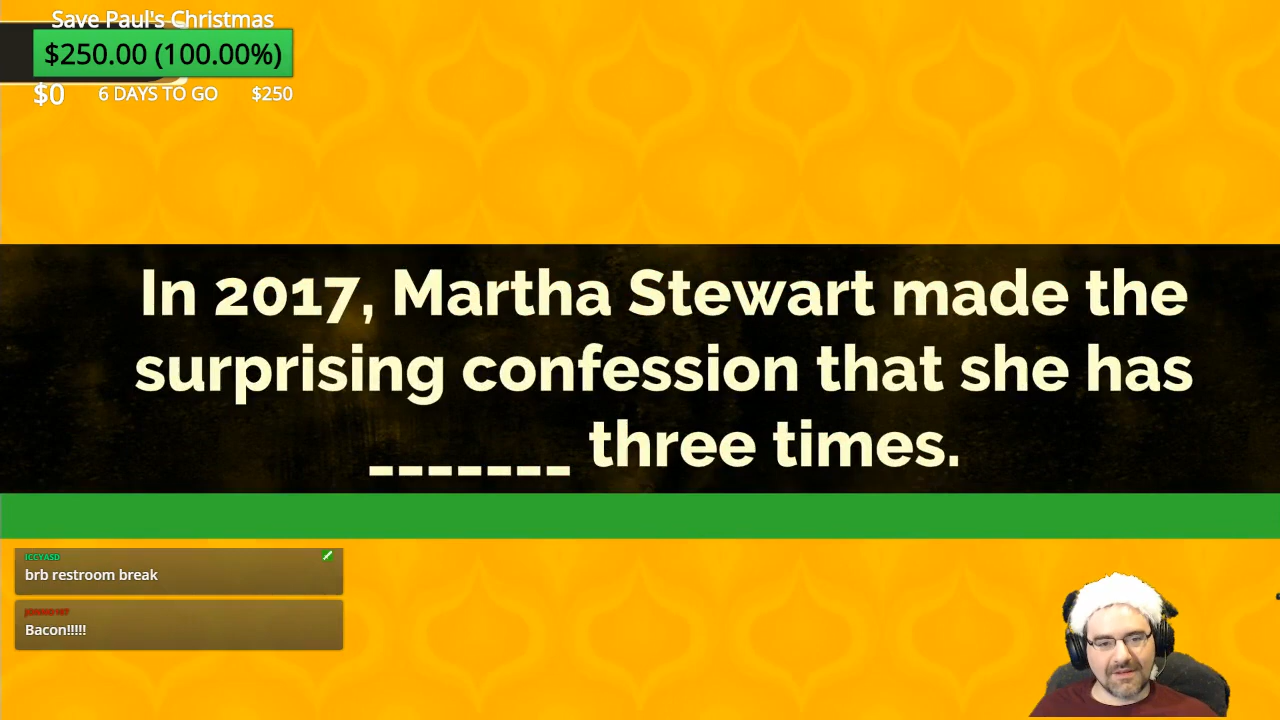 Save Paul's Christmas
$250.00 (100.00%)
$0 6 DAYS TO GO $250
In 2017, Martha Stewart made the
surprising confession that she has
_______ three times.
ICCYASD
brb restroom break
Bacon!!!!!